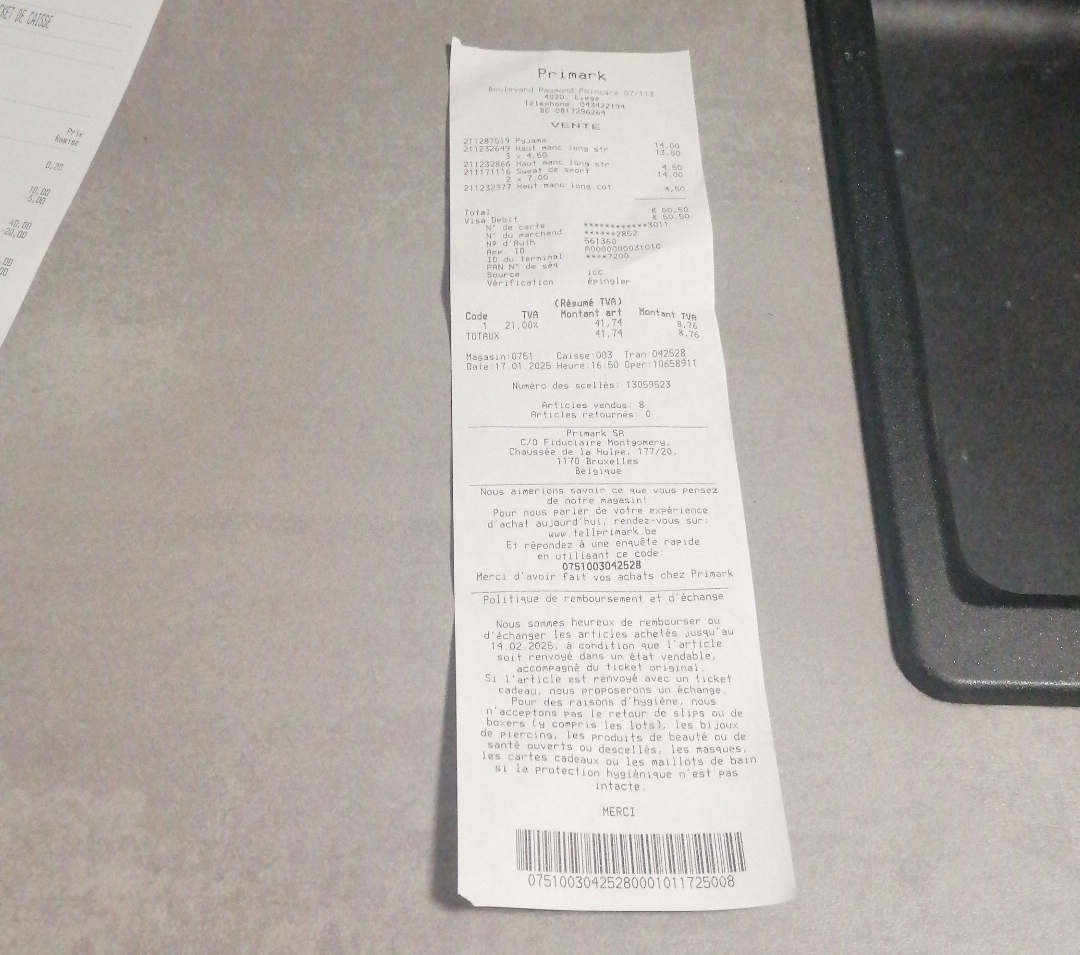 TICKET DE CAISSE
Prix
Remise
0,20
10,00
-5,00
40,00
-20,00
,00
00
Primark
Boulevard Raymond Poincaré 07/113
4020, Liege
Téléphone: 043422194
BE 0817296264
VENTE
211287519 Pyjama 14.00
211232649 Haut manc long str 13.50
3 x 4,50
211232866 Haut manc long str 4.50
211171116 Sweat de sport 14.00
2 x 7.00
211232377 Haut manc long cot 4,50
Total € 50.50
Visa Debit € 50,50
N° de carte ************3011
N° du marchand ******2852
Nº d'Auth 561360
App. ID A0000000031010
ID du terminal ****7200
PAN N° de séq
Source icc
Vérification épingler
(Résumé TVA)
Code TVA Montant art Montant TVA
1 21.00% 41,74 8,76
TOTAUX 41.74 8.76
Magasin:0751 Caisse:003 Tran:042528
Date:17.01.2025 Heure:16:50 Oper:10658911
Numéro des scellés: 13059523
Articles vendus: 8
Articles retournés: 0
Primark SA
C/O Fiduciaire Montgomery,
Chaussée de la Hulpe, 177/20,
1170 Bruxelles
Belgique
Nous aimerions savoir ce que vous pensez
de notre magasin!
Pour nous parler de votre expérience
d'achat aujourd'hui, rendez-vous sur:
www.tellprimark.be
Et répondez à une enquête rapide
en utilisant ce code:
0751003042528
Merci d'avoir fait vos achats chez Primark
Politique de remboursement et d'échange
Nous sommes heureux de rembourser ou
d'échanger les articles achetés jusqu'au
14.02.2025, à condition que l'article
soit renvoyé dans un état vendable,
accompagné du ticket original.
Si l'article est renvoyé avec un ticket
cadeau, nous proposerons un échange.
Pour des raisons d'hygiène, nous
n'acceptons pas le retour de slips ou de
boxers (y compris les lots), les bijoux
de piercings, les produits de beauté ou de
santé ouverts ou descellés, les masques,
les cartes cadeaux ou les maillots de bain
si la protection hygiénique n'est pas
intacte.
MERCI
07510030425280001011725008